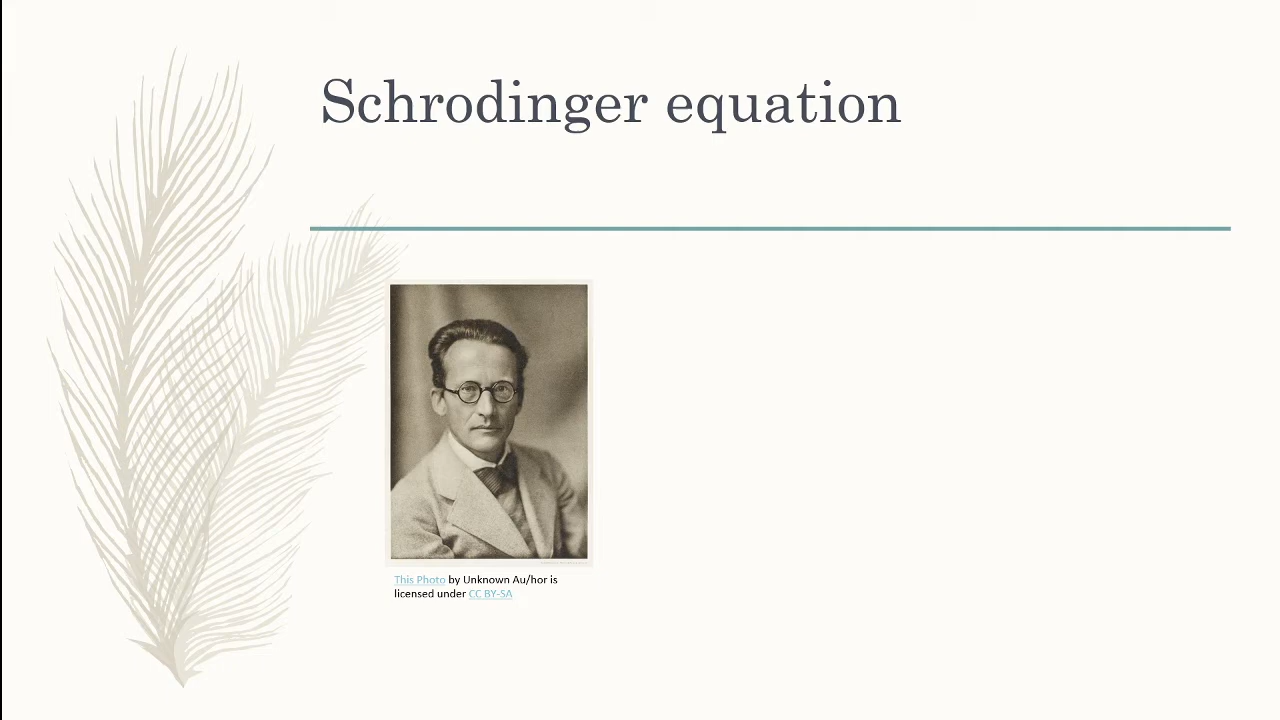 Schrodinger equation
This Photo by Unknown Au/hor is
licensed under CC BY-SA